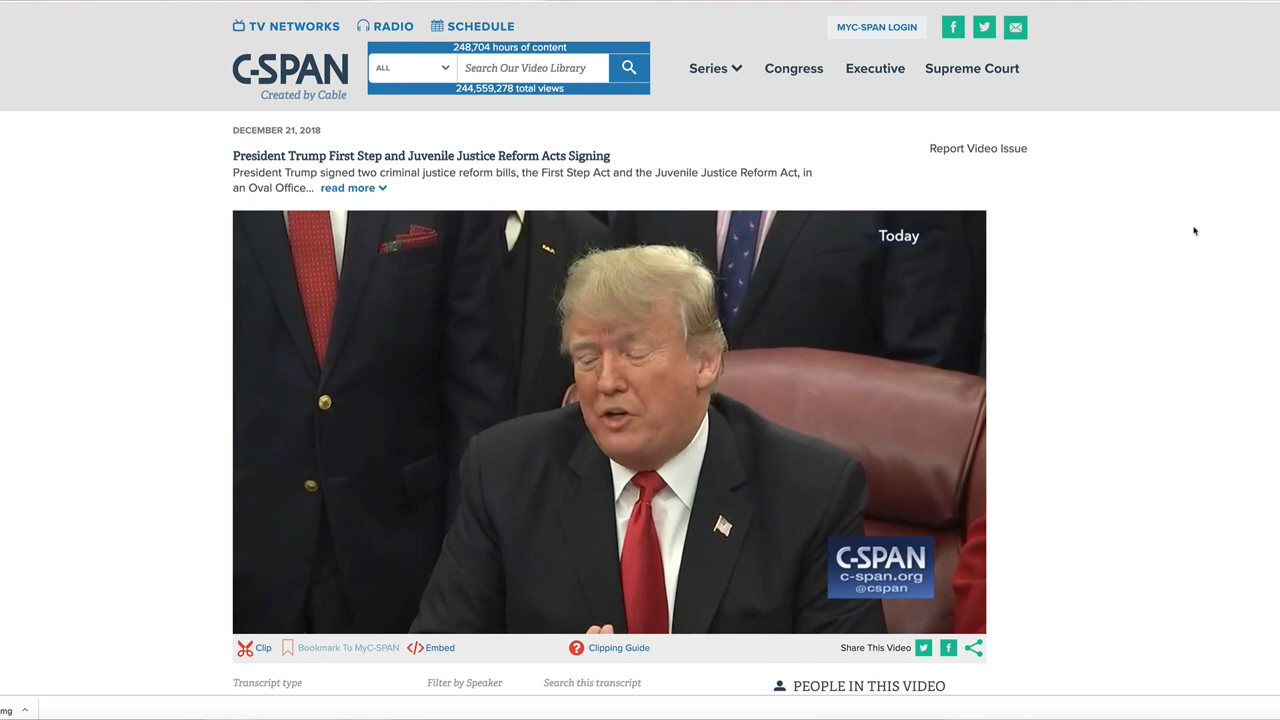 TV NETWORKS RADIO SCHEDULE
MYC-SPAN LOGIN
C-SPAN
Created by Cable
248,704 hours of content
ALL Search Our Video Library
244,559,278 total views
Series Congress Executive Supreme Court
DECEMBER 21, 2018
President Trump First Step and Juvenile Justice Reform Acts Signing
President Trump signed two criminal justice reform bills, the First Step Act and the Juvenile Justice Reform Act, in
an Oval Office... read more
Report Video Issue
Today
C-SPAN
c-span.org
@cspan
Clip Bookmark To MyC-SPAN Embed Clipping Guide Share This Video
Transcript type Filter by Speaker Search this transcript
PEOPLE IN THIS VIDEO
mg